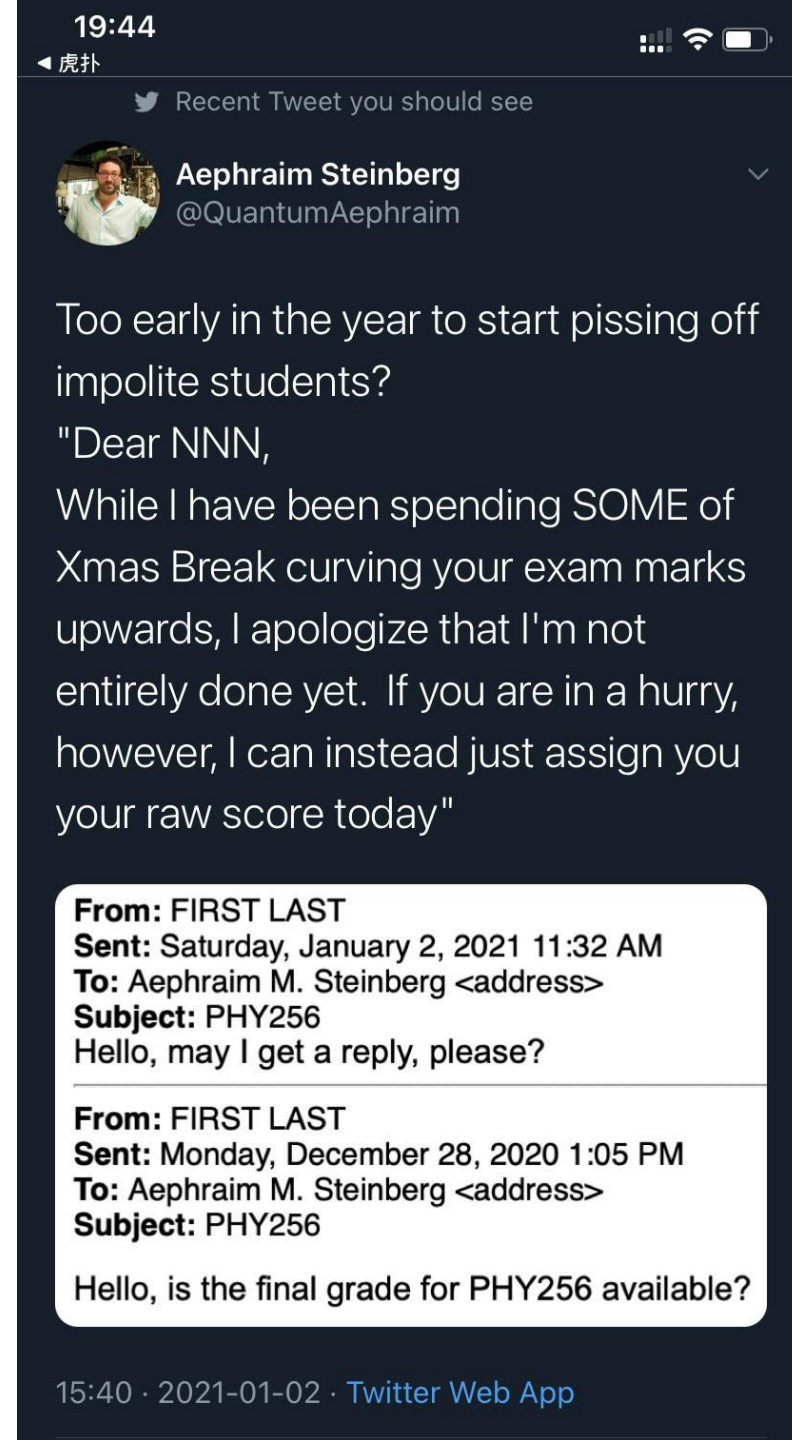 19:44
◀ 虎扑
Recent Tweet you should see
Aephraim Steinberg
@QuantumAephraim
Too early in the year to start pissing off
impolite students?
"Dear NNN,
While I have been spending SOME of
Xmas Break curving your exam marks
upwards, I apologize that I'm not
entirely done yet.  If you are in a hurry,
however, I can instead just assign you
your raw score today"
From: FIRST LAST
Sent: Saturday, January 2, 2021 11:32 AM
To: Aephraim M. Steinberg <address>
Subject: PHY256
Hello, may I get a reply, please?
From: FIRST LAST
Sent: Monday, December 28, 2020 1:05 PM
To: Aephraim M. Steinberg <address>
Subject: PHY256
Hello, is the final grade for PHY256 available?
15:40 · 2021-01-02 · Twitter Web App